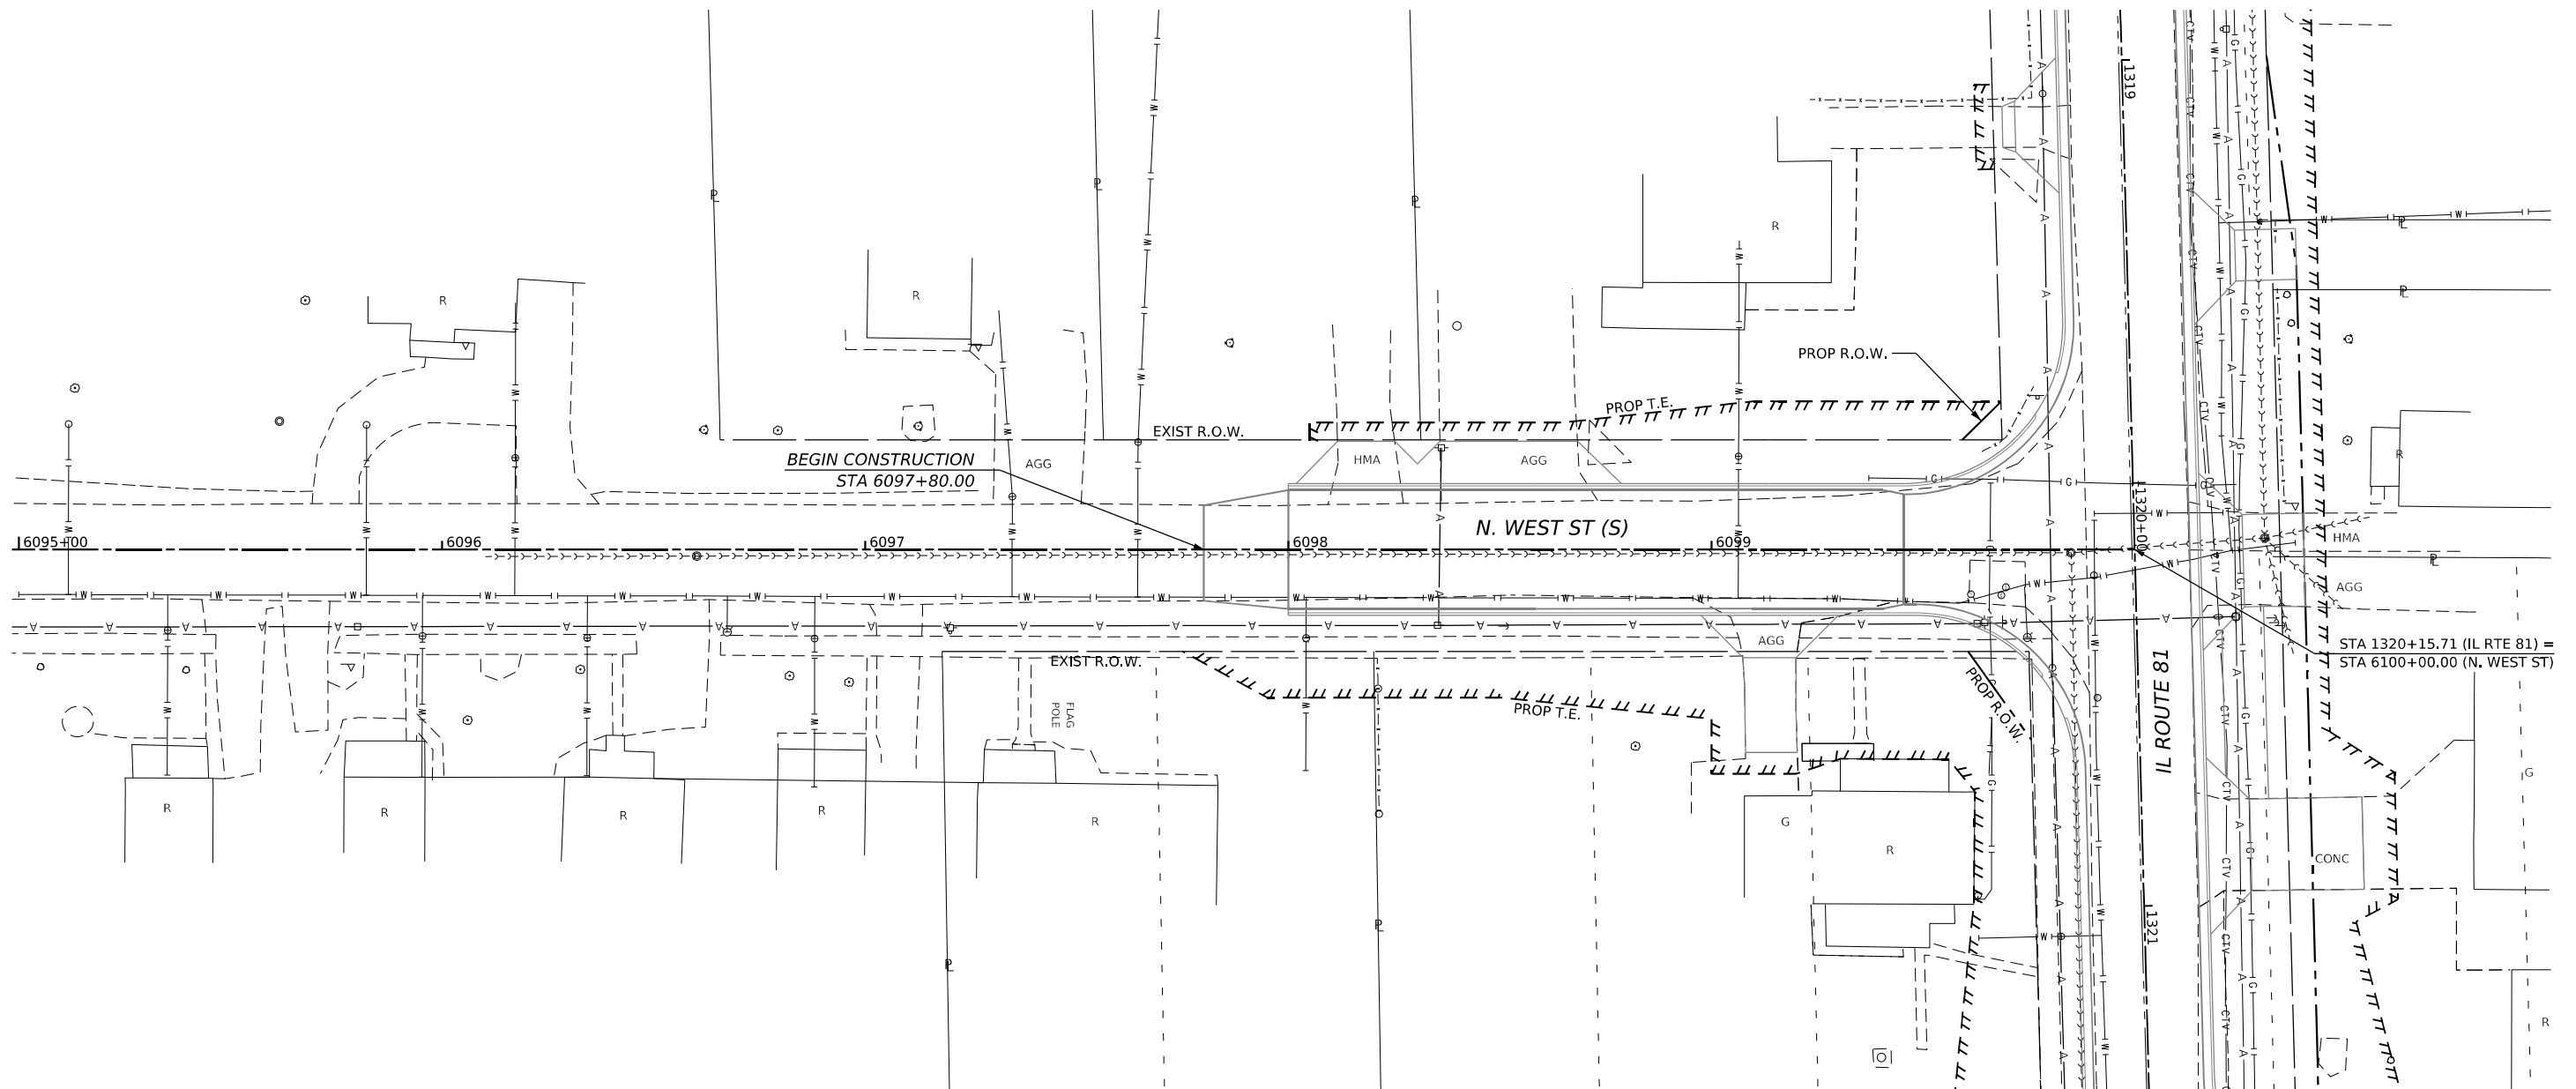 1319
R
R
R
PROP R.O.W.
PROP T.E.
EXIST R.O.W.
BEGIN CONSTRUCTION
STA 6097+80.00
AGG
HMA
AGG
N. WEST ST (S)
6095+00
6096
6097
6098
6099
1320+00
R
HMA
AGG
AGG
EXIST R.O.W.
STA 1320+15.71 (IL RTE 81) =
STA 6100+00.00 (N. WEST ST)
IL ROUTE 81
PROP R.O.W.
PROP T.E.
FLAG
POLE
R
R
R
R
R
G
R
G
CONC
1321
R